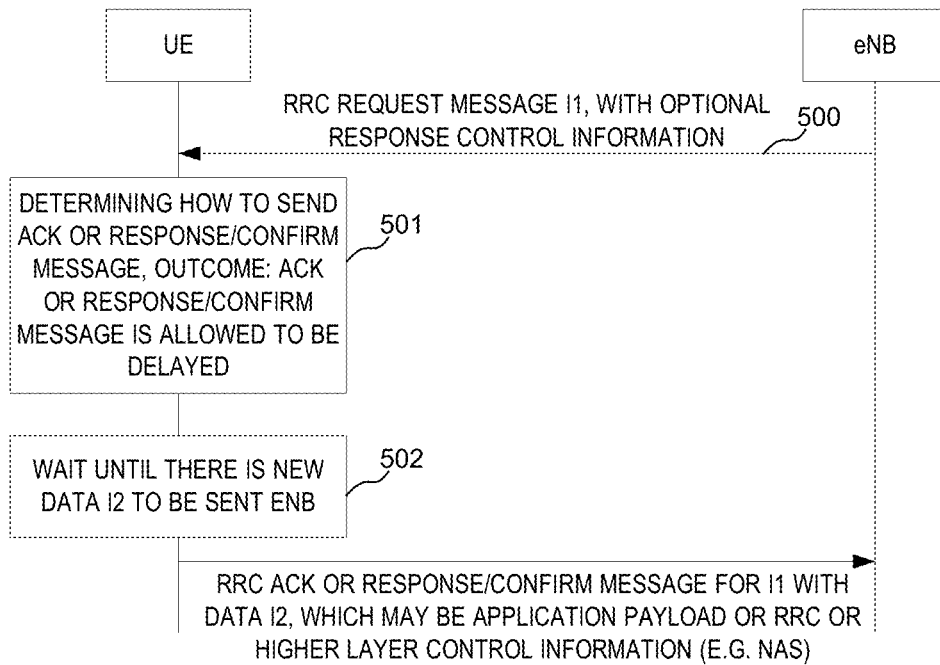 UE
eNB
RRC REQUEST MESSAGE I1, WITH OPTIONAL
RESPONSE CONTROL INFORMATION
500
DETERMINING HOW TO SEND
ACK OR RESPONSE/CONFIRM
MESSAGE, OUTCOME: ACK
OR RESPONSE/CONFIRM
MESSAGE IS ALLOWED TO BE
DELAYED
501
WAIT UNTIL THERE IS NEW
DATA I2 TO BE SENT ENB
502
RRC ACK OR RESPONSE/CONFIRM MESSAGE FOR I1 WITH
DATA I2, WHICH MAY BE APPLICATION PAYLOAD OR RRC OR
HIGHER LAYER CONTROL INFORMATION (E.G. NAS)